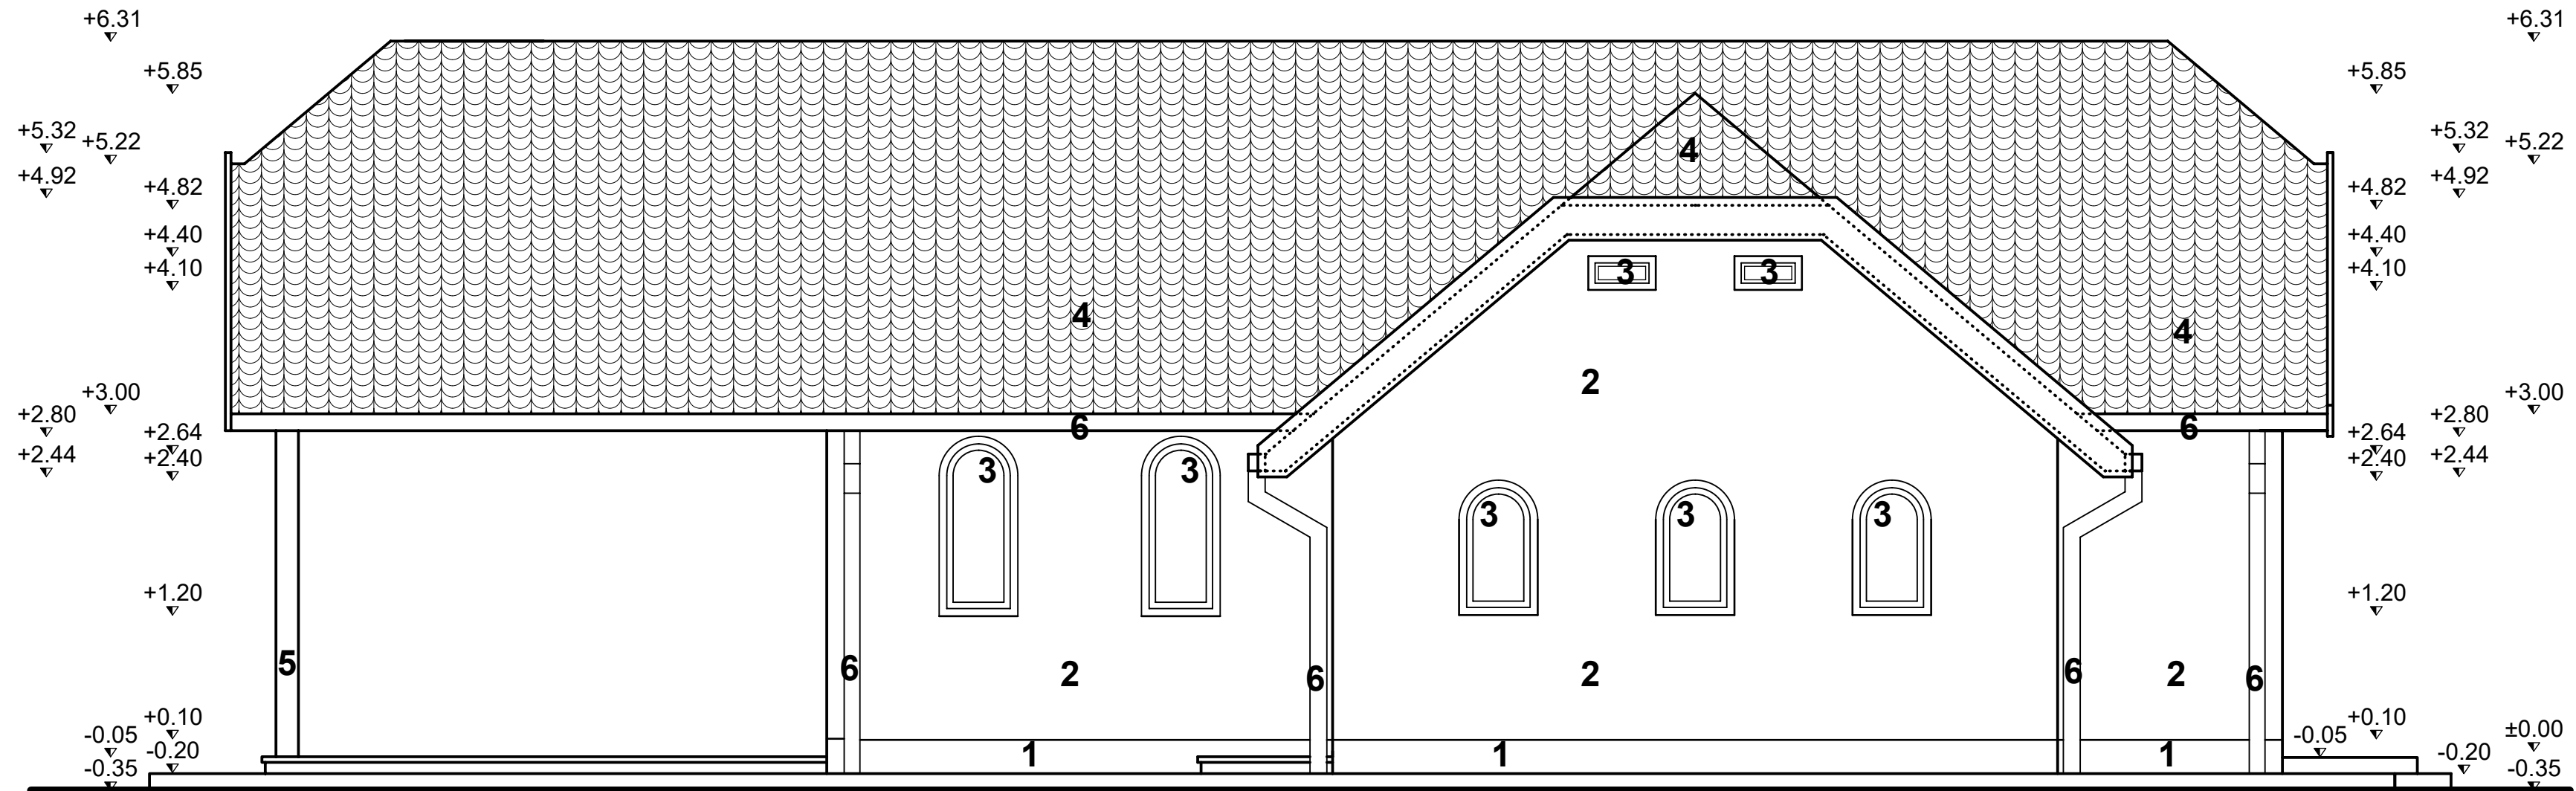 +6.31 +6.31
+5.85 +5.85
+5.32 +5.22 +5.32 +5.22
4
+4.92 +4.82 +4.82 +4.92
+4.40 +4.40
+4.10 3 3 +4.10
4 4
2
+3.00 +3.00
+2.80 +2.80
6 6
+2.64 +2.64
+2.44 +2.40 +2.40 +2.44
3 3
3 3 3
+1.20 +1.20
5 6 2 6 2 6 2 6
+0.10 +0.10
-0.05 -0.05 ±0.00
-0.20 1 1 1 -0.20
-0.35 -0.35